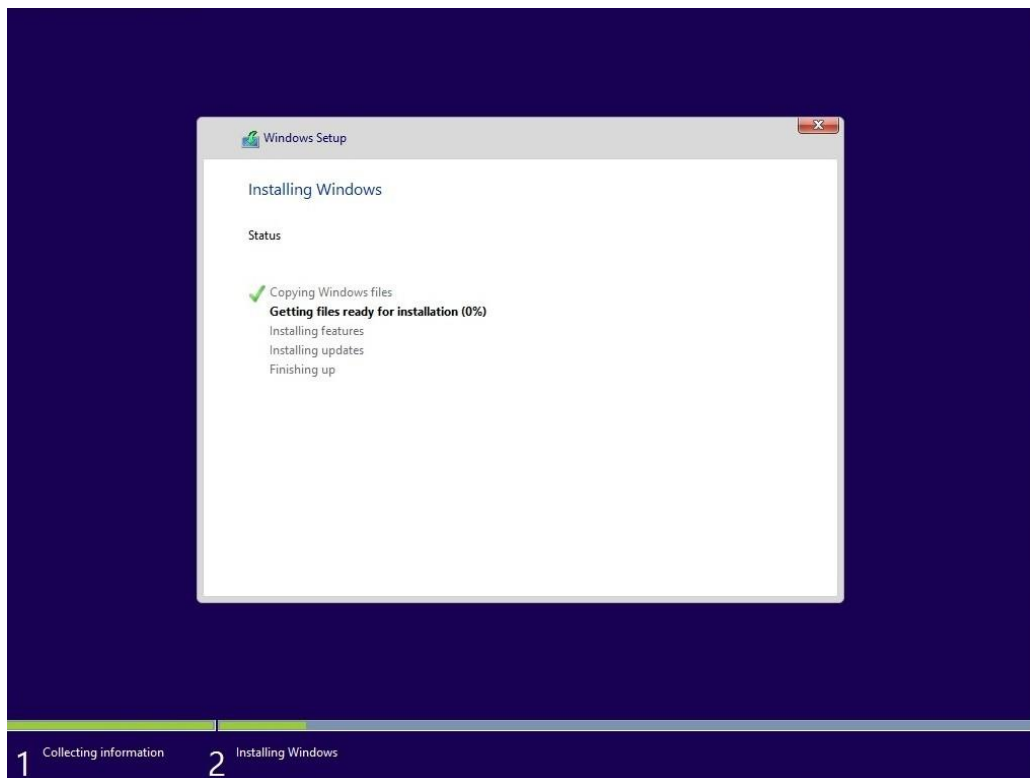 Windows Setup
Installing Windows
Status
Copying Windows files
Getting files ready for installation (0%)
Installing features
Installing updates
Finishing up
1 Collecting information
2 Installing Windows